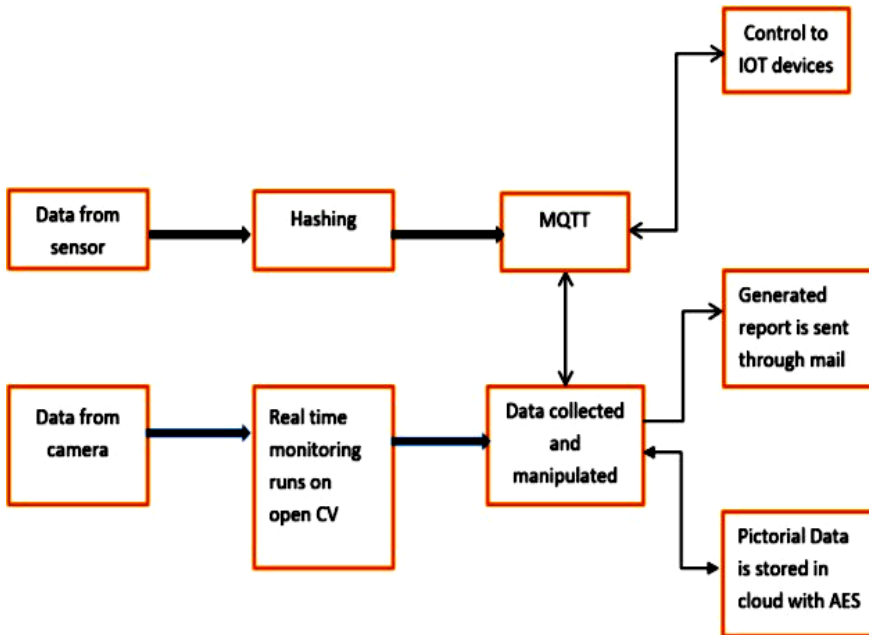 Control to
IOT devices
Data from
sensor
Hashing
MQTT
Generated
report is sent
through mail
Data from
camera
Real time
monitoring
runs on
open CV
Data collected
and
manipulated
Pictorial Data
is stored in
cloud with AES